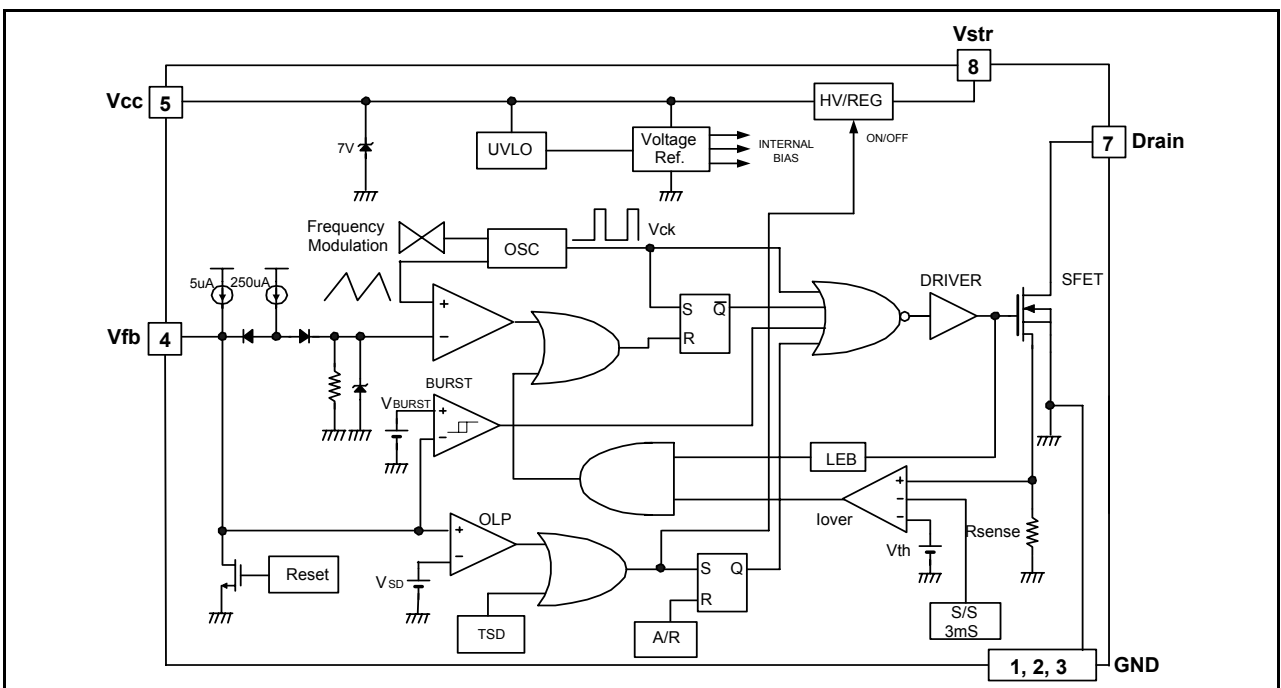 Vstr
8
Vcc 5
HV/REG
7V
UVLO
Voltage
Ref.
INTERNAL
BIAS
ON/OFF
7 Drain
Frequency
Modulation
OSC
Vck
5uA 250uA
DRIVER
SFET
Vfb 4
+
−
S Q̅
R
BURST
VBURST
+
−
LEB
+
−
−
Iover
Vth
Rsense
OLP
+
−
VSD
Reset
TSD
S Q
R
A/R
S/S
3mS
1, 2, 3 GND